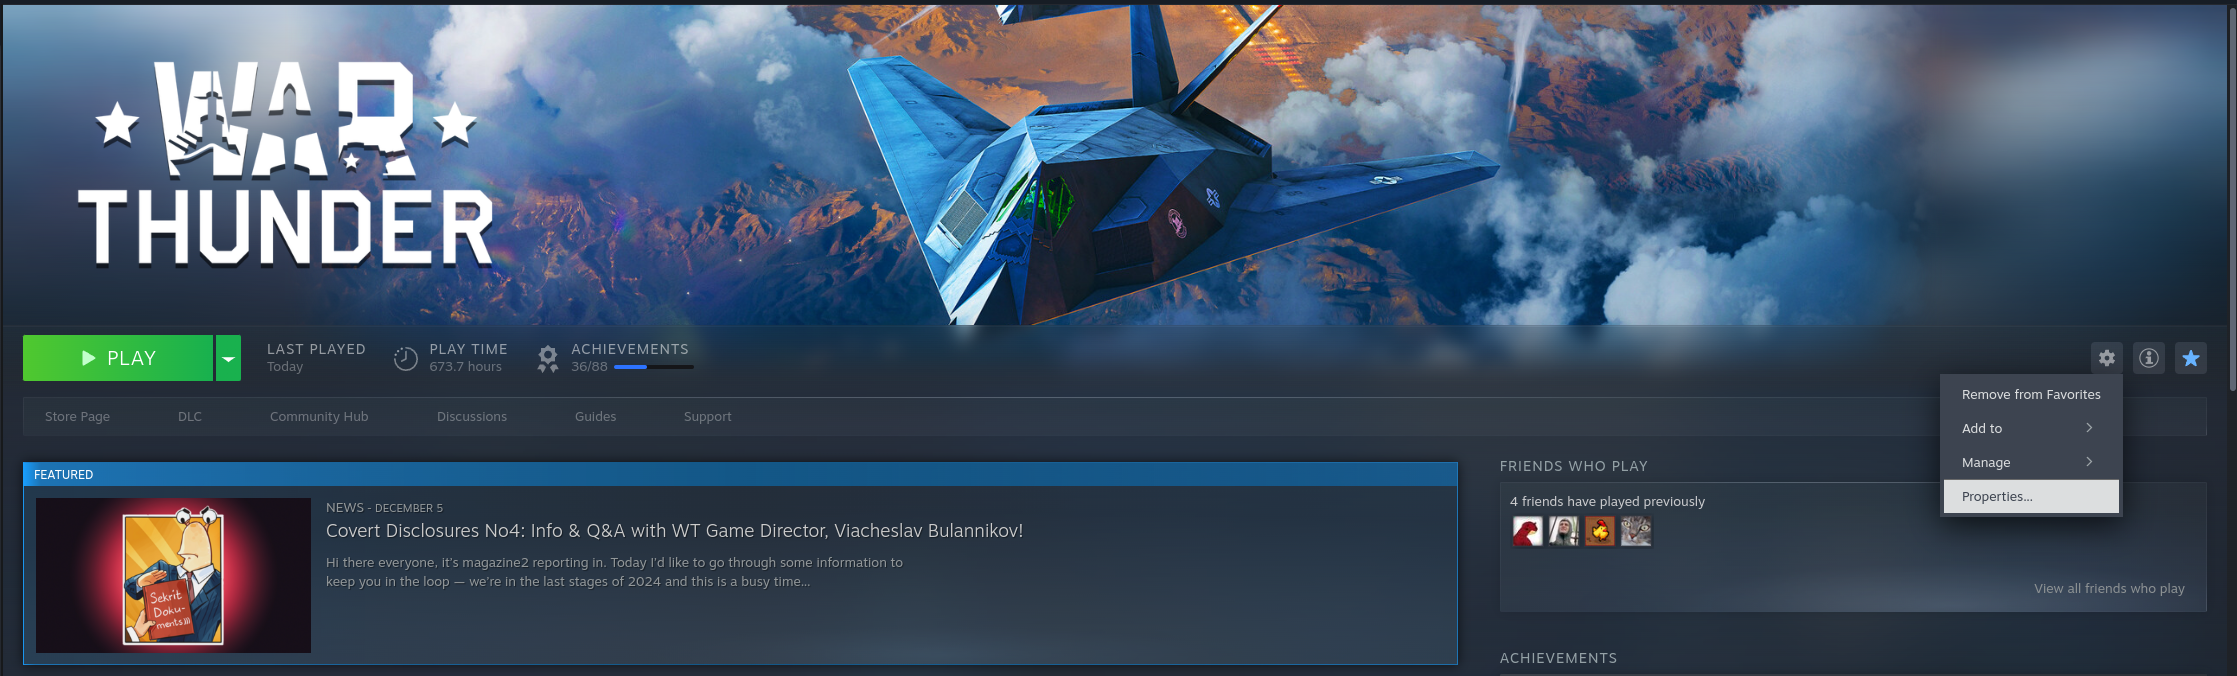 WAR
THUNDER
PLAY
LAST PLAYED
Today
PLAY TIME
673.7 hours
ACHIEVEMENTS
36/88
Store Page
DLC
Community Hub
Discussions
Guides
Support
Remove from Favorites
Add to
Manage
Properties...
FEATURED
NEWS - DECEMBER 5
Covert Disclosures No4: Info & Q&A with WT Game Director, Viacheslav Bulannikov!
Hi there everyone, it's magazine2 reporting in. Today I'd like to go through some information to
keep you in the loop — we're in the last stages of 2024 and this is a busy time...
Sekrit
Doku-
ments)))
FRIENDS WHO PLAY
4 friends have played previously
View all friends who play
ACHIEVEMENTS